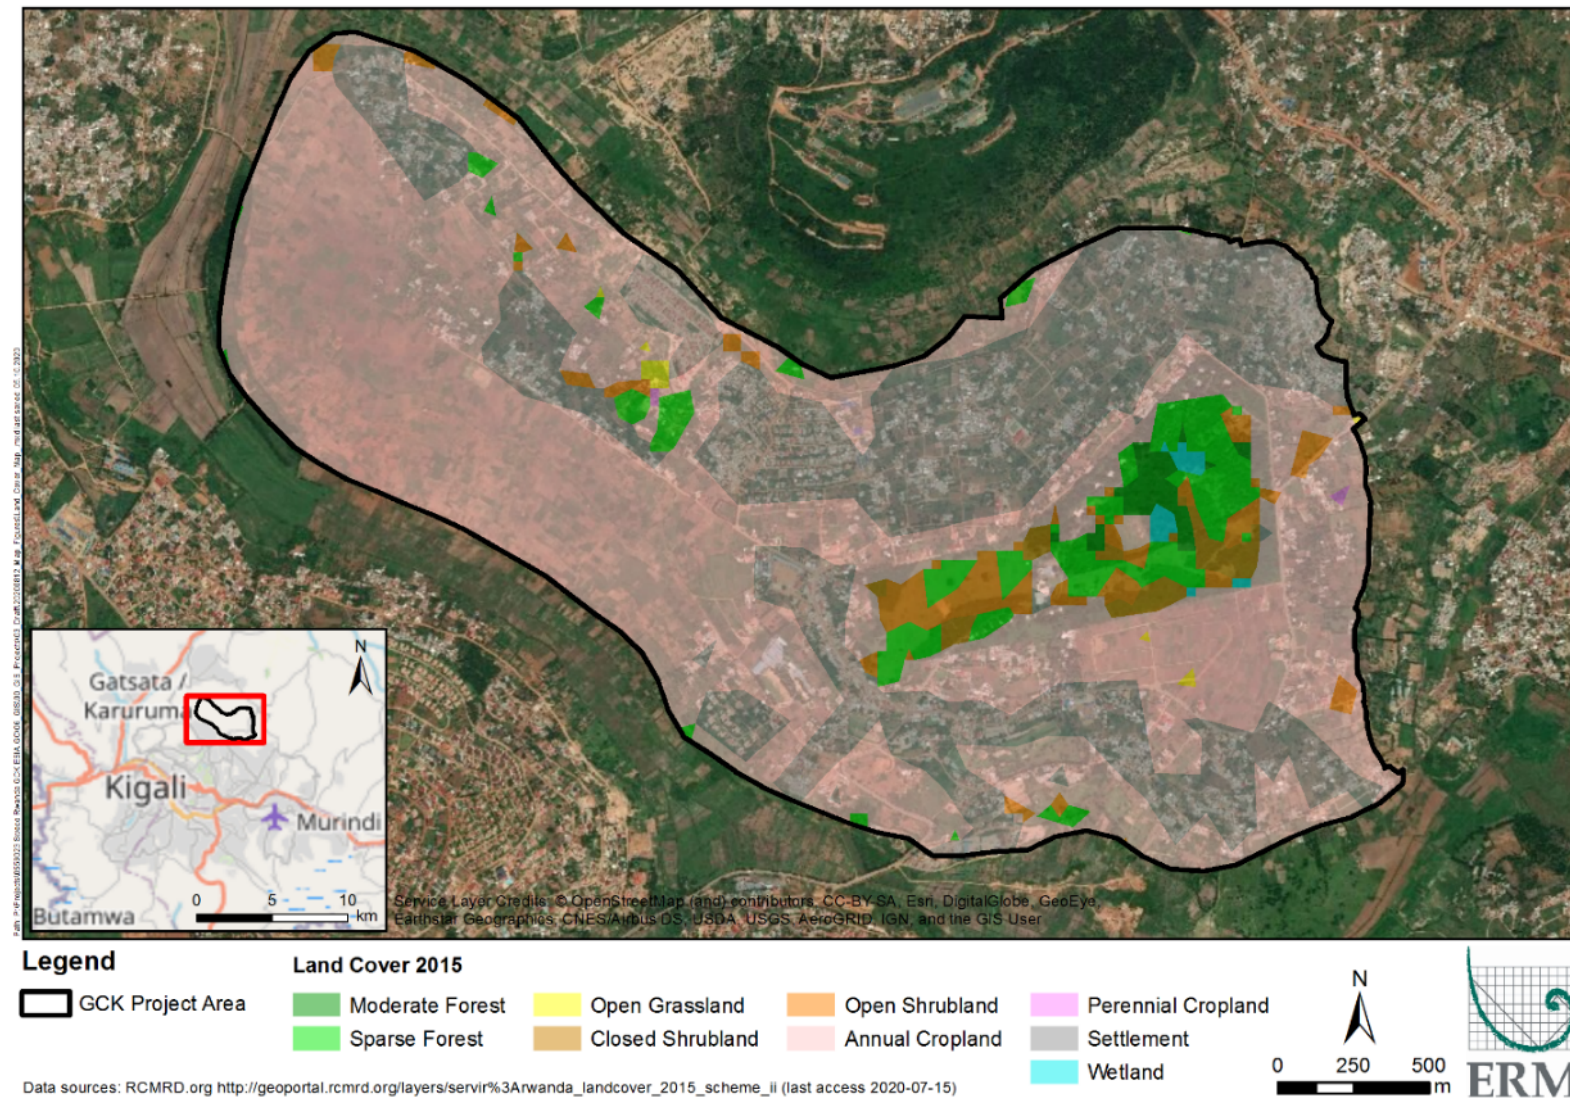 N
Gatsata /
Karuruma
Kigali
Murindi
0 5 10
km
Butamwa
Service Layer Credits: © OpenStreetMap (and) contributors, CC-BY-SA, Esri, DigitalGlobe, GeoEye,
Earthstar Geographics, CNES/Airbus DS, USDA, USGS, AeroGRID, IGN, and the GIS User
Legend
GCK Project Area
Land Cover 2015
Moderate Forest
Sparse Forest
Open Grassland
Closed Shrubland
Open Shrubland
Annual Cropland
Perennial Cropland
Settlement
Wetland
N
0 250 500
m
ERM
Data sources: RCMRD.org http://geoportal.rcmrd.org/layers/servir%3Arwanda_landcover_2015_scheme_ii (last access 2020-07-15)